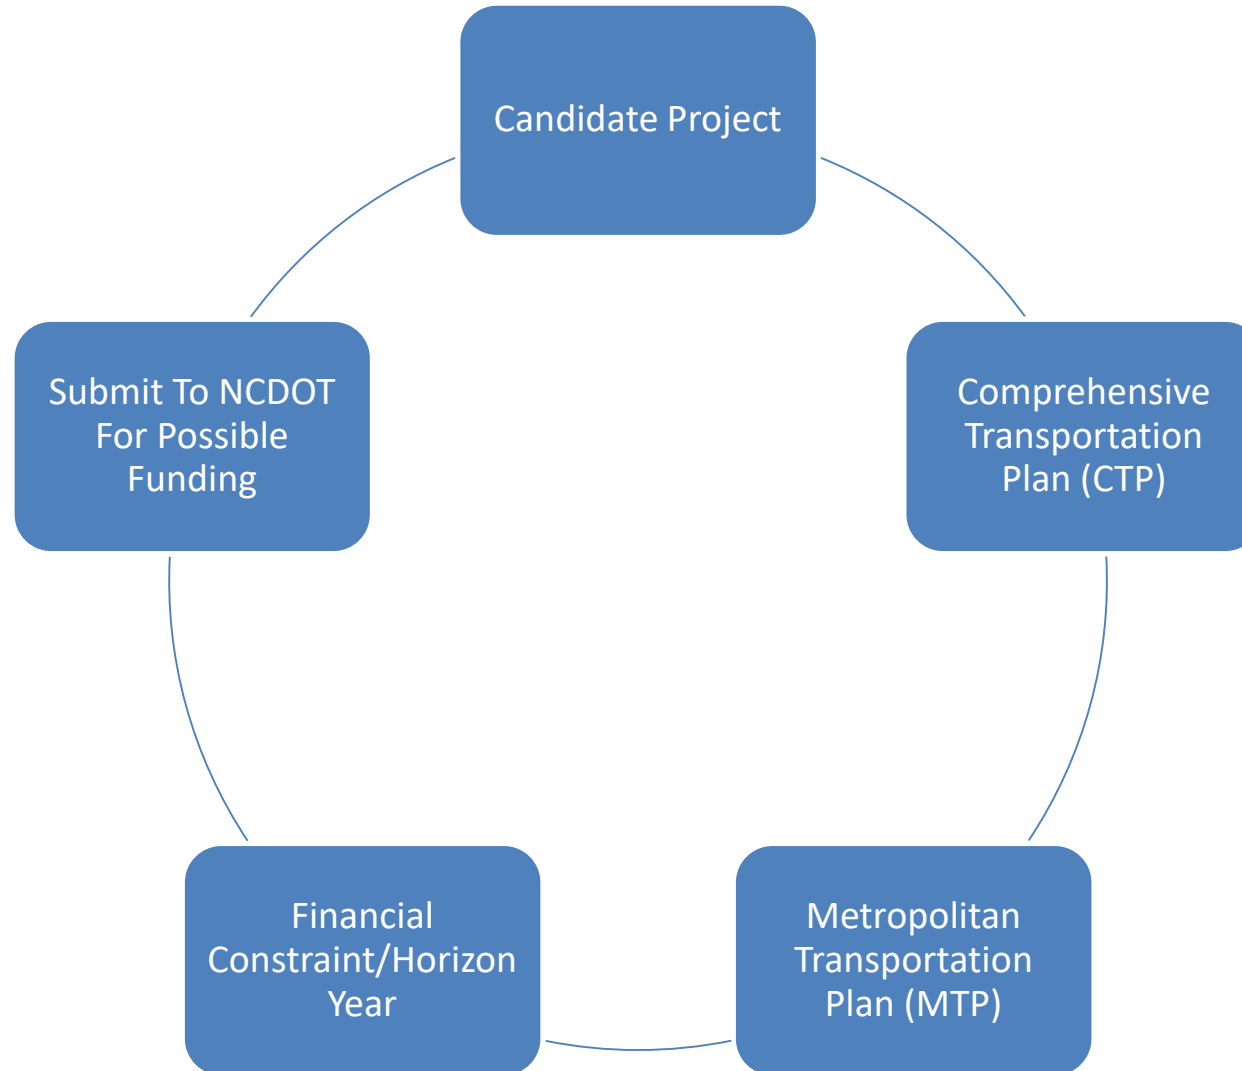 Candidate Project
Comprehensive
Transportation
Plan (CTP)
Metropolitan
Transportation
Plan (MTP)
Financial
Constraint/Horizon
Year
Submit To NCDOT
For Possible
Funding